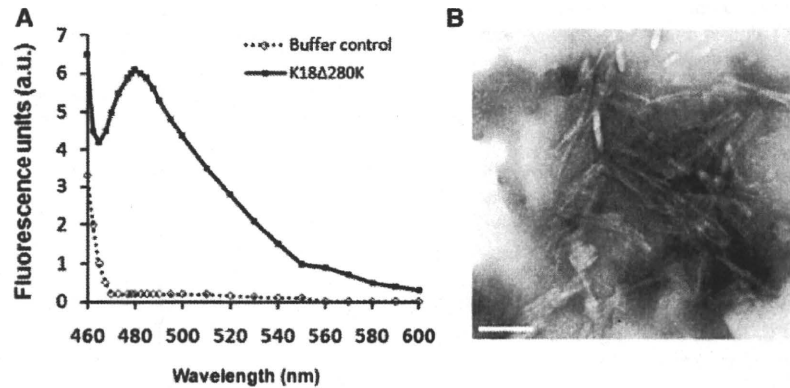 A
Fluorescence units (a.u.)
7
6
5
4
3
2
1
0
460
480
500
520
540
560
580
600
Wavelength (nm)
Buffer control
K18Δ280K
B